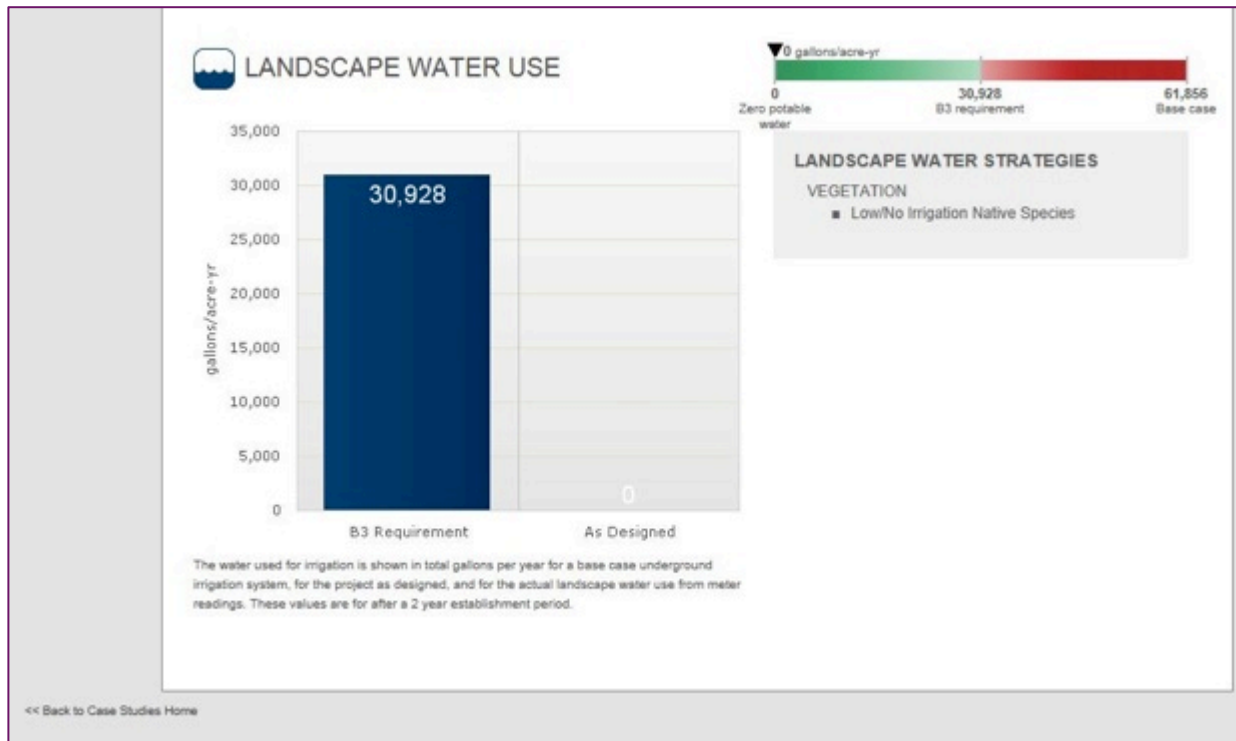 LANDSCAPE WATER USE
0 gallons/acre-yr
0
30,928
61,856
Zero potable water
B3 requirement
Base case
LANDSCAPE WATER STRATEGIES
VEGETATION
■ Low/No Irrigation Native Species
35,000
30,000
25,000
20,000
15,000
10,000
5,000
0
gallons/acre-yr
30,928
0
B3 Requirement
As Designed
The water used for irrigation is shown in total gallons per year for a base case underground
irrigation system, for the project as designed, and for the actual landscape water use from meter
readings. These values are for after a 2 year establishment period.
<< Back to Case Studies Home